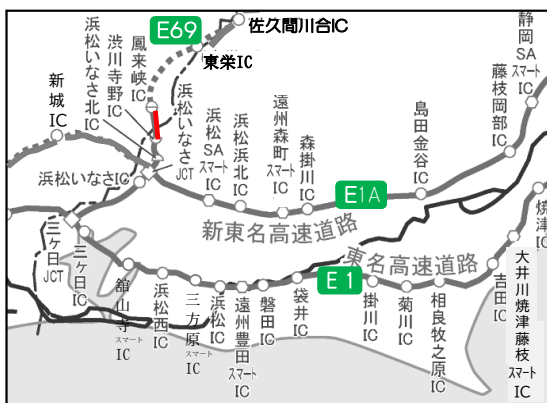 E69
佐久間川合IC
東栄IC
鳳来峡IC
渋川寺野IC
浜松いなさ北IC
新城IC
浜松いなさJCT
浜松いなさIC
浜松SAスマートIC
浜松浜北IC
遠州森町スマートIC
森掛川IC
E1A
島田金谷IC
藤枝岡部IC
静岡SAスマートIC
新東名高速道路
東名高速道路
E1
三ヶ日JCT
三ヶ日IC
舘山寺スマートIC
浜松西IC
三方原スマートIC
浜松IC
遠州豊田スマートIC
磐田IC
袋井IC
掛川IC
菊川IC
相良牧之原IC
吉田IC
大井川焼津藤枝スマートIC
焼津IC